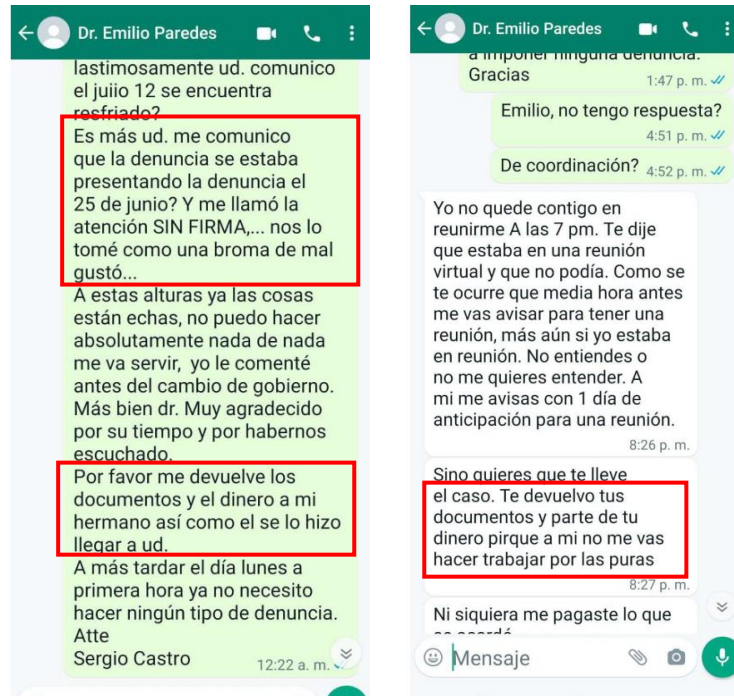 Dr. Emilio Paredes
lastimosamente ud. comunico
el julio 12 se encuentra
resfriado?
Es más ud. me comunico
que la denuncia se estaba
presentando la denuncia el
25 de junio? Y me llamó la
atención SIN FIRMA,... nos lo
tomé como una broma de mal
gustó...
A estas alturas ya las cosas
están echas, no puedo hacer
absolutamente nada de nada
me va servir, yo le comenté
antes del cambio de gobierno.
Más bien dr. Muy agradecido
por su tiempo y por habernos
escuchado.
Por favor me devuelve los
documentos y el dinero a mi
hermano así como el se lo hizo
llegar a ud.
A más tardar el día lunes a
primera hora ya no necesito
hacer ningún tipo de denuncia.
Atte
Sergio Castro
12:22 a. m.
Dr. Emilio Paredes
a imponer ninguna denuncia.
Gracias
1:47 p. m.
Emilio, no tengo respuesta?
4:51 p. m.
De coordinación?
4:52 p. m.
Yo no quede contigo en
reunirme A las 7 pm. Te dije
que estaba en una reunión
virtual y que no podía. Como se
te ocurre que media hora antes
me vas avisar para tener una
reunión, más aún si yo estaba
en reunión. No entiendes o
no me quieres entender. A
mi me avisas con 1 día de
anticipación para una reunión.
8:26 p. m.
Sino quieres que te lleve
el caso. Te devuelvo tus
documentos y parte de tu
dinero pirque a mi no me vas
hacer trabajar por las puras
8:27 p. m.
Ni siquiera me pagaste lo que
se acordó
Mensaje